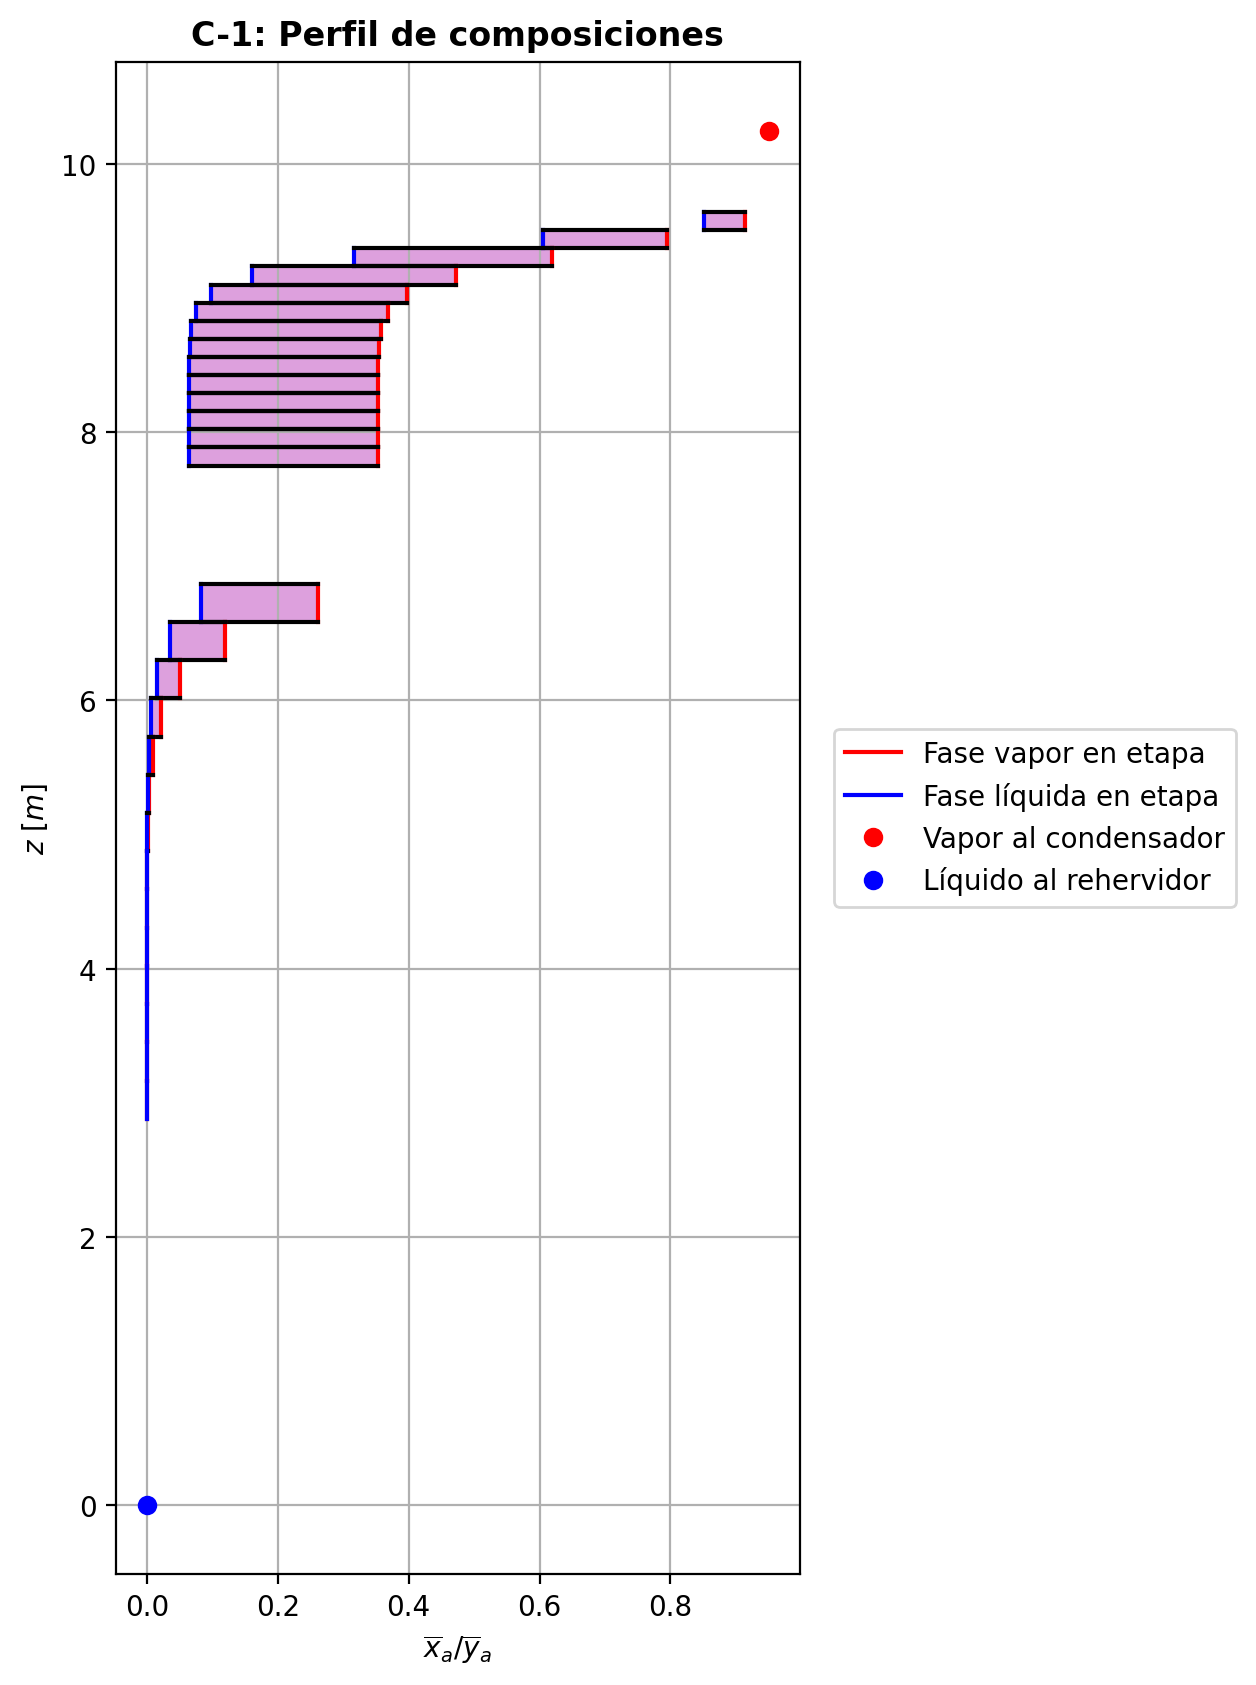 C-1: Perfil de composiciones
10
8
6
4
2
0
z [m]
0.0 0.2 0.4 0.6 0.8
x̅ₐ/y̅ₐ
Fase vapor en etapa
Fase líquida en etapa
Vapor al condensador
Líquido al rehervidor